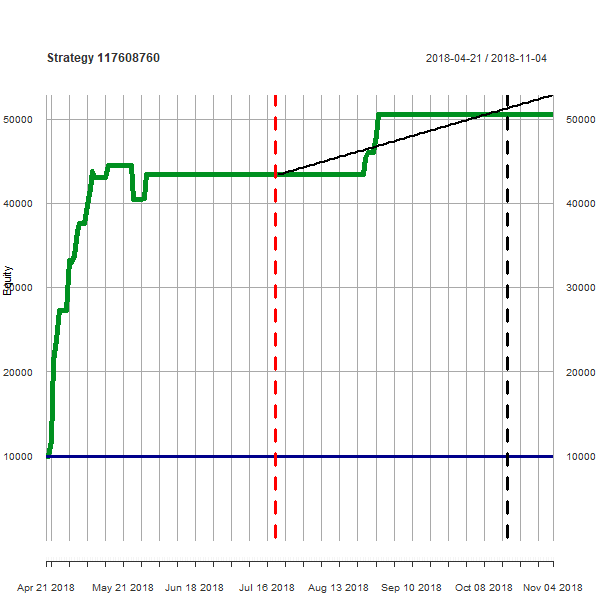 Strategy 117608760
2018-04-21 / 2018-11-04
50000
50000
40000
40000
Equity
30000
30000
20000
20000
10000
10000
Apr 21 2018
May 21 2018
Jun 18 2018
Jul 16 2018
Aug 13 2018
Sep 10 2018
Oct 08 2018
Nov 04 2018